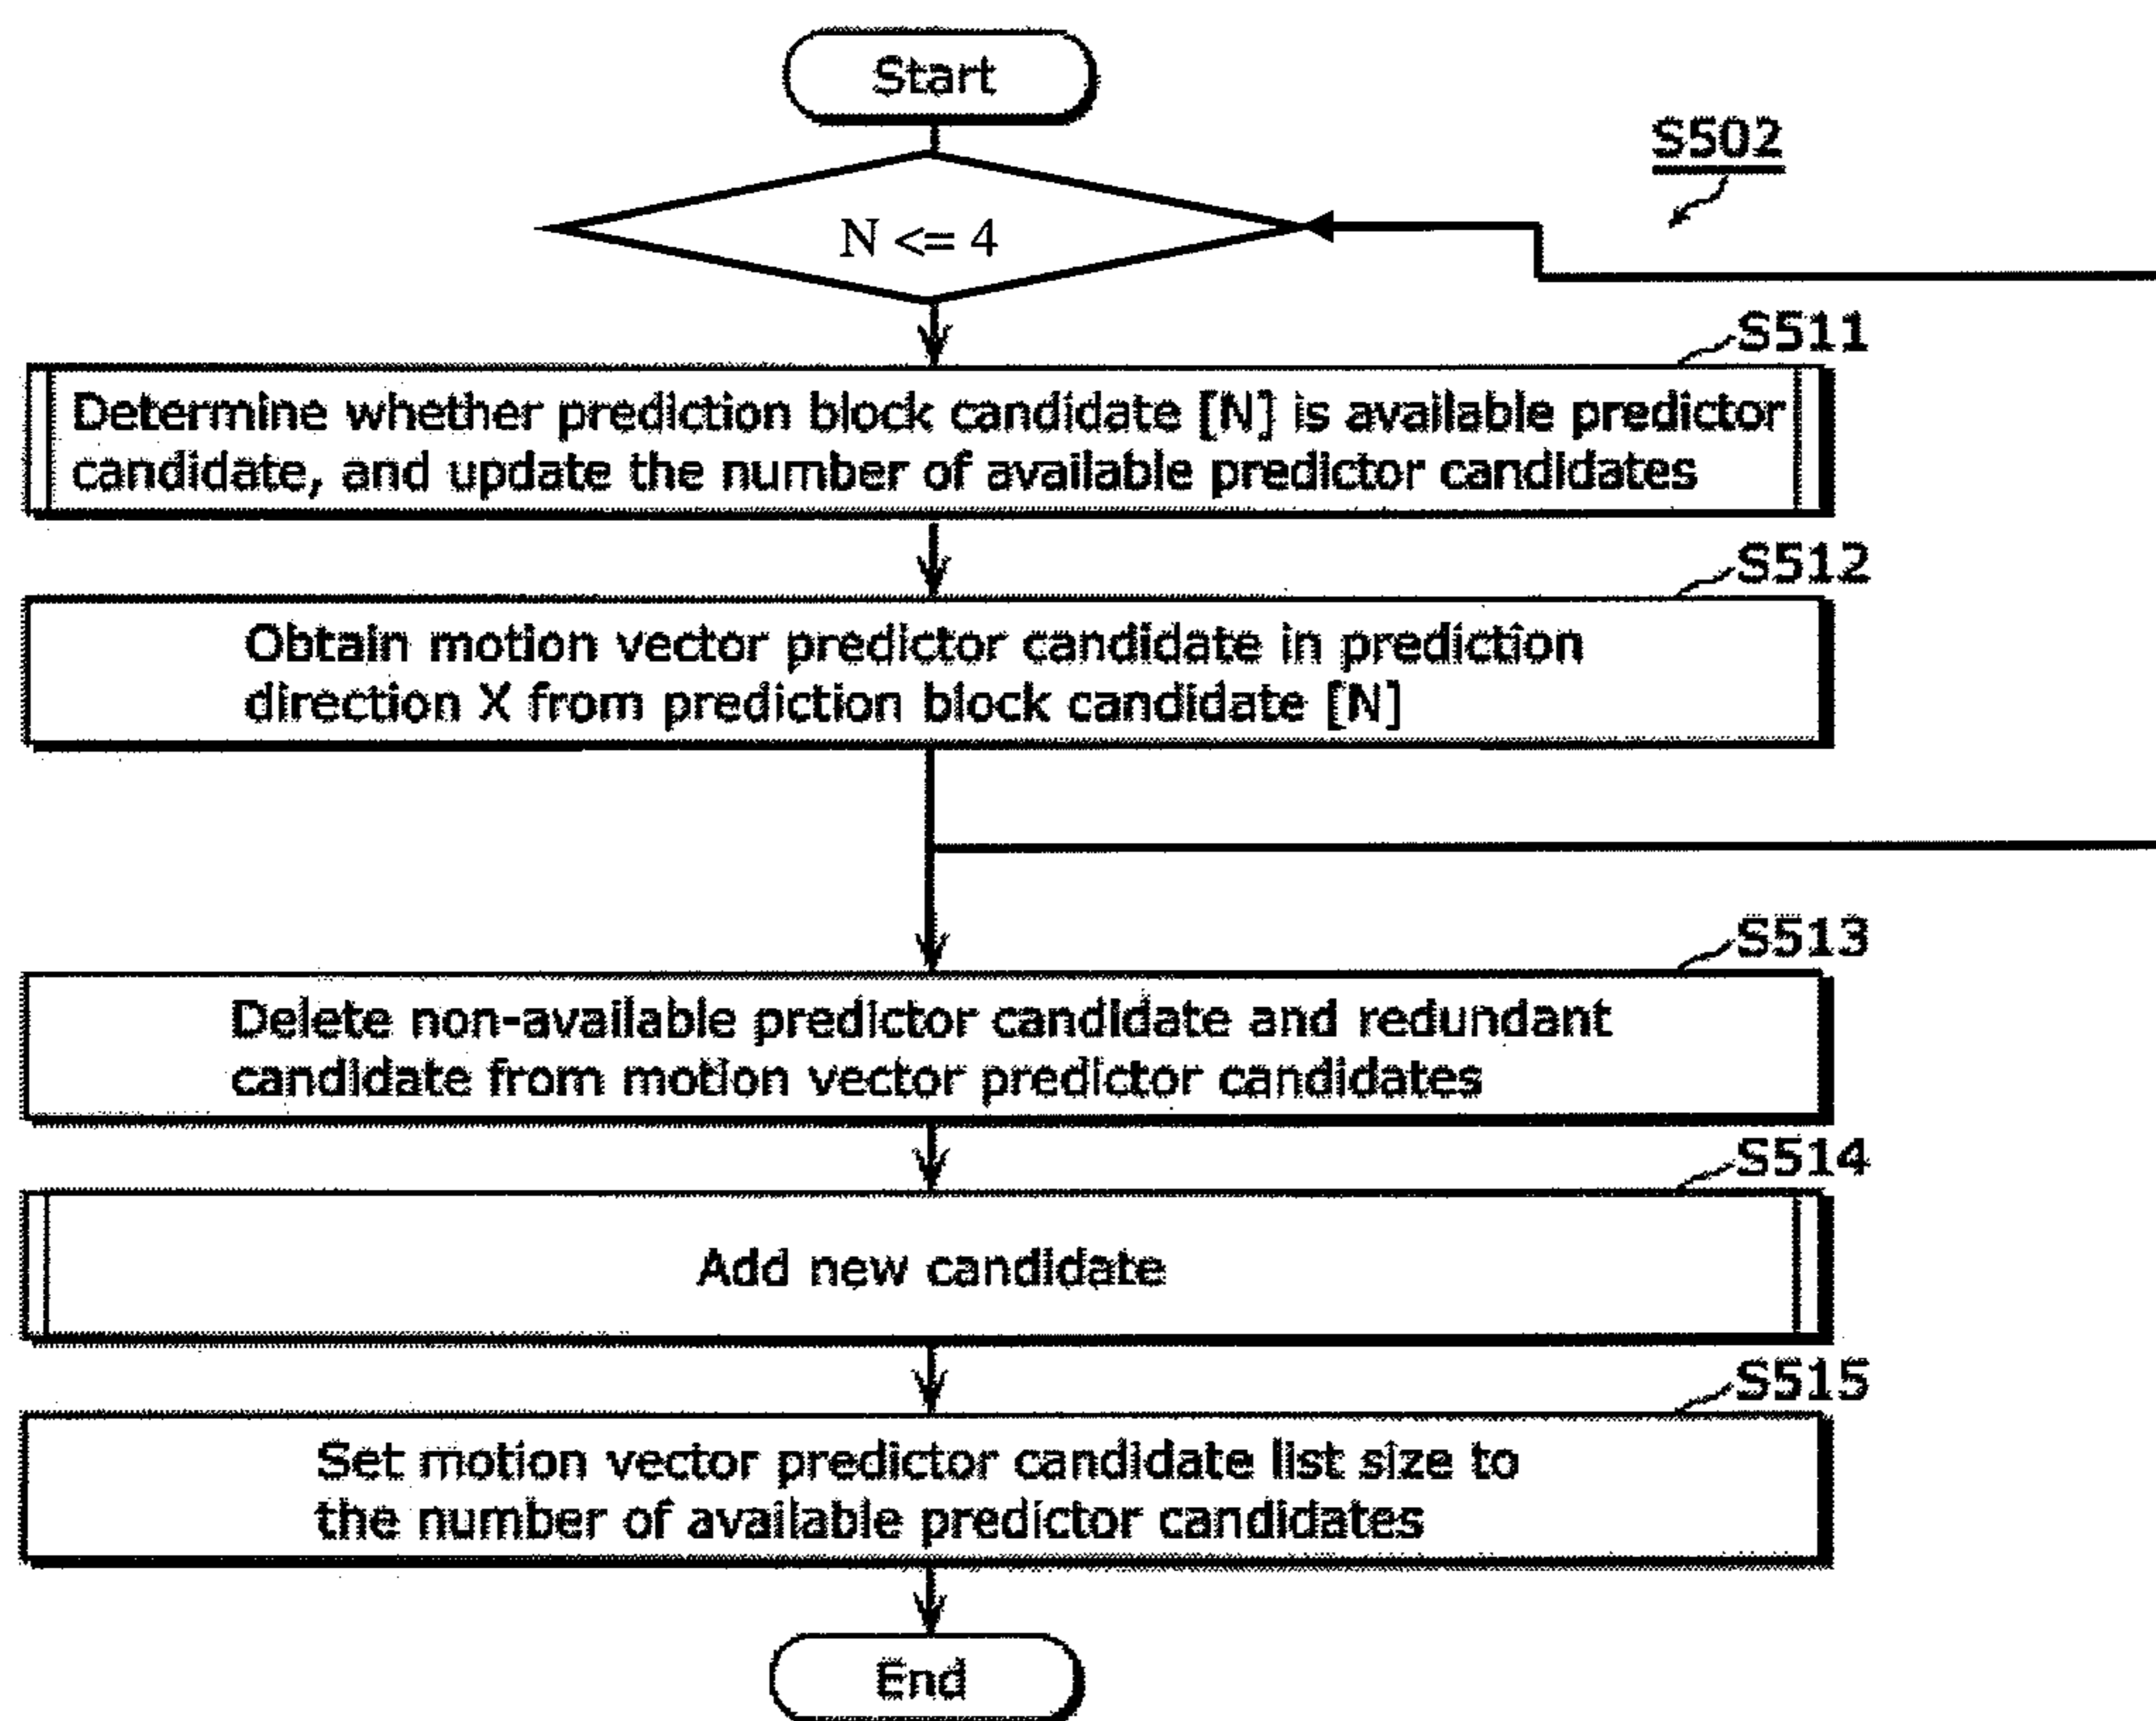 Start
S502
N <= 4
S511
Determine whether prediction block candidate [N] is available predictor
candidate, and update the number of available predictor candidates
S512
Obtain motion vector predictor candidate in prediction
direction X from prediction block candidate [N]
S513
Delete non-available predictor candidate and redundant
candidate from motion vector predictor candidates
S514
Add new candidate
S515
Set motion vector predictor candidate list size to
the number of available predictor candidates
End